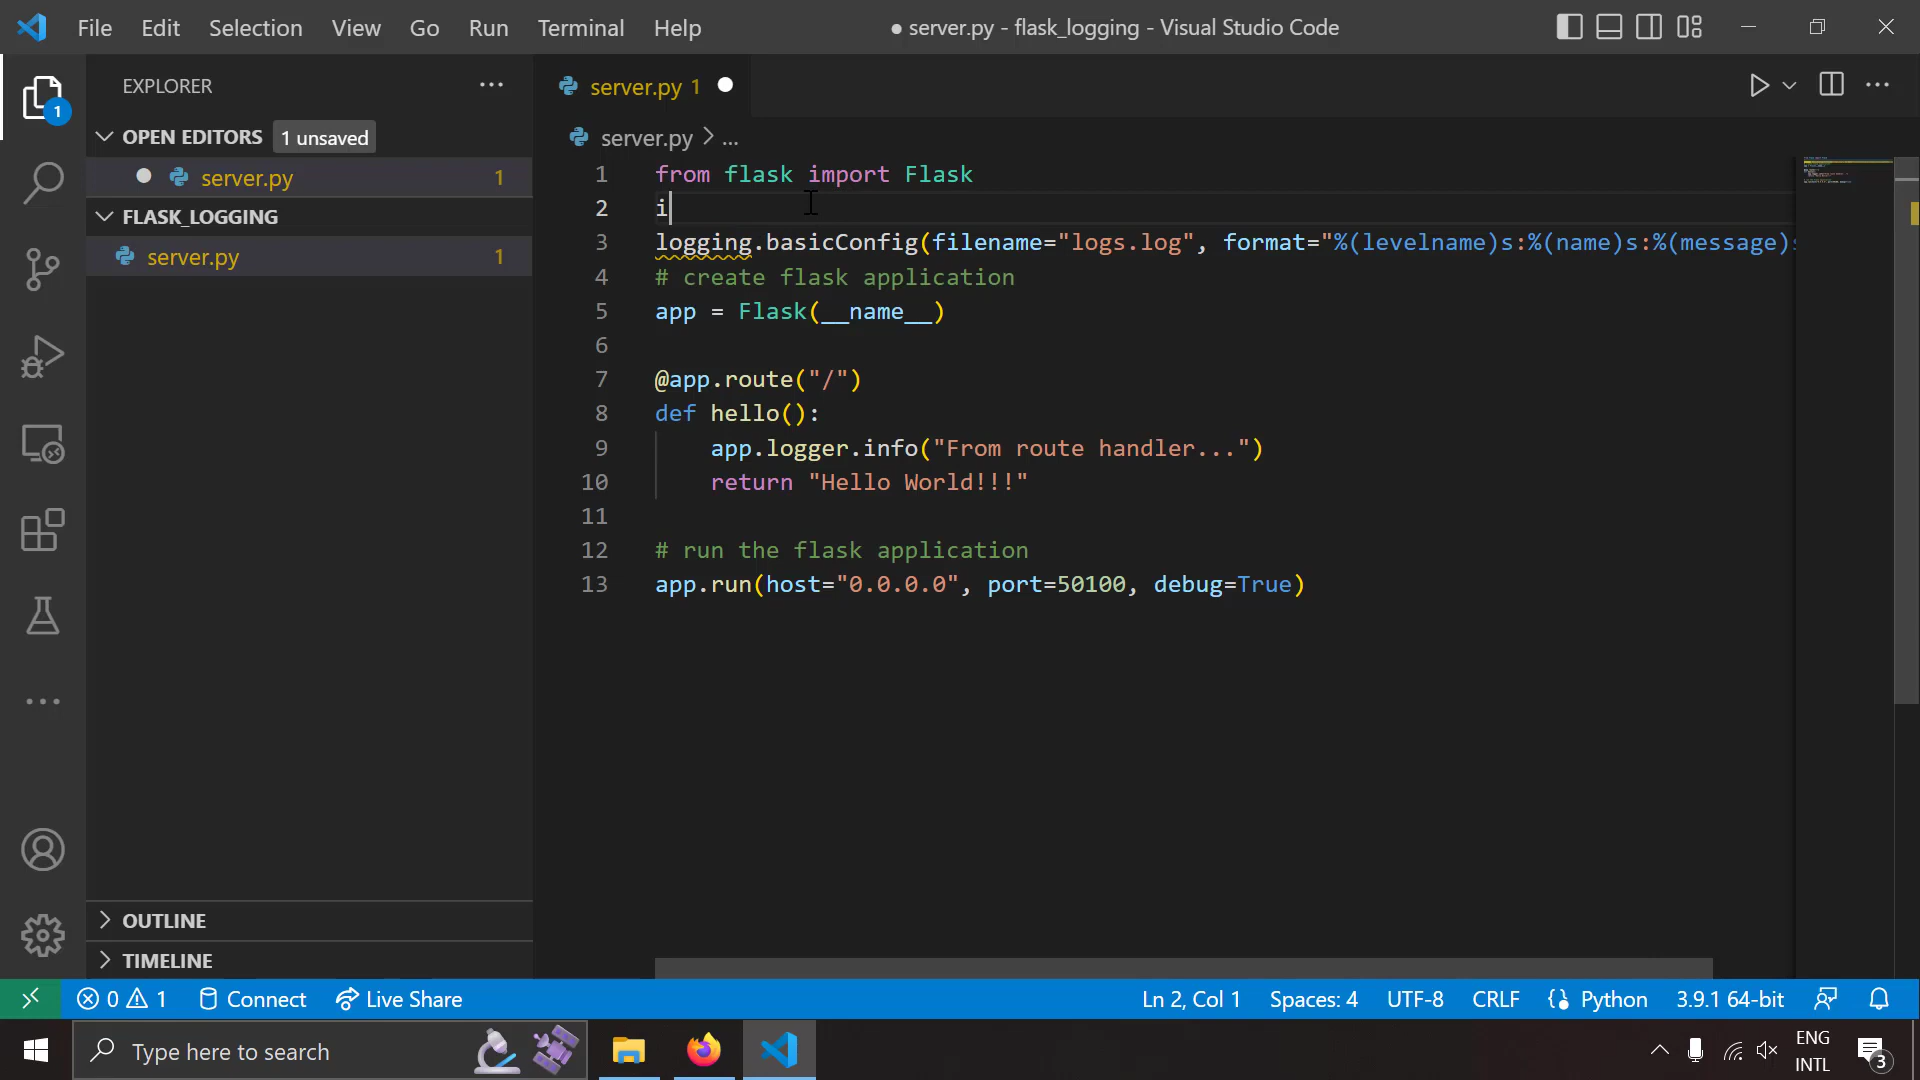 File Edit Selection View Go Run Terminal Help
● server.py - flask_logging - Visual Studio Code
EXPLORER
1
OPEN EDITORS 1 unsaved
server.py 1
FLASK_LOGGING
server.py 1
OUTLINE
TIMELINE
server.py 1
server.py > ...
1 from flask import Flask
2 i
3 logging.basicConfig(filename="logs.log", format="%(levelname)s:%(name)s:%(message)s
4 # create flask application
5 app = Flask(__name__)
6
7 @app.route("/")
8 def hello():
9 app.logger.info("From route handler...")
10 return "Hello World!!!"
11
12 # run the flask application
13 app.run(host="0.0.0.0", port=50100, debug=True)
0 1 Connect Live Share
Ln 2, Col 1 Spaces: 4 UTF-8 CRLF Python 3.9.1 64-bit
Type here to search
ENG
INTL
3